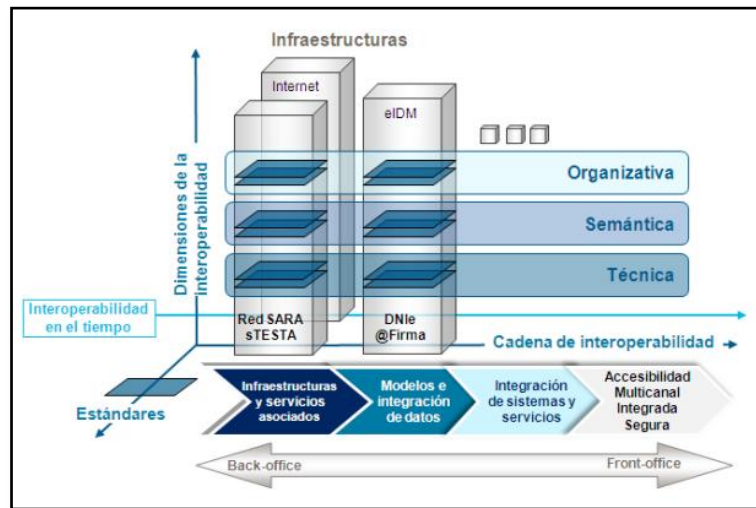 Infraestructuras
Internet
eIDM
Dimensiones de la
interoperabilidad
Organizativa
Semántica
Técnica
Interoperabilidad
en el tiempo
Red SARA
sTESTA
DNIe
@Firma
Cadena de interoperabilidad
Estándares
Infraestructuras
y servicios
asociados
Modelos e
integración
de datos
Integración
de sistemas y
servicios
Accesibilidad
Multicanal
Integrada
Segura
Back-office
Front-office